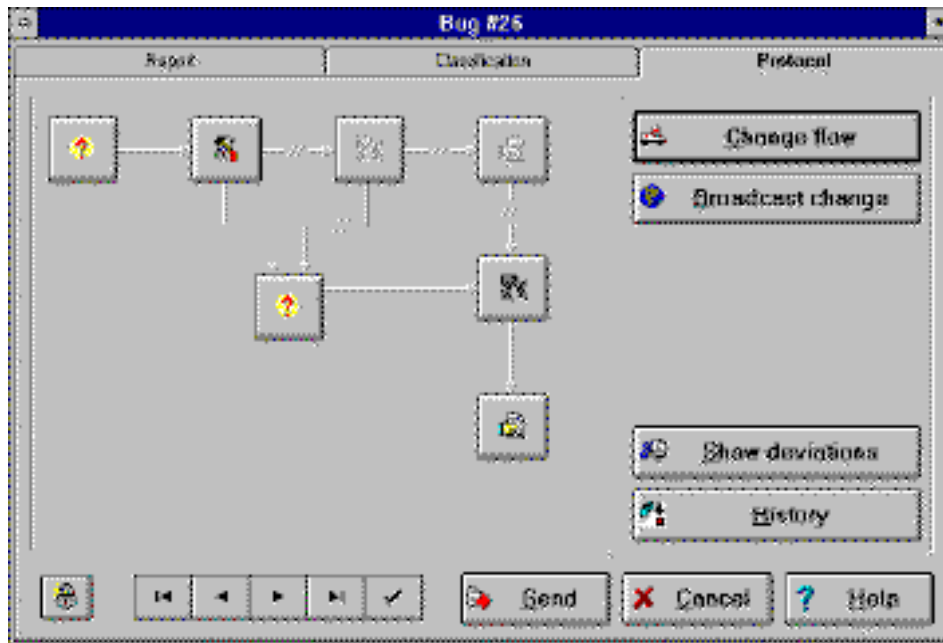 Bug #26
Report Classification Protocol
Change flow
Broadcast change
Show deviations
History
Send Cancel Help